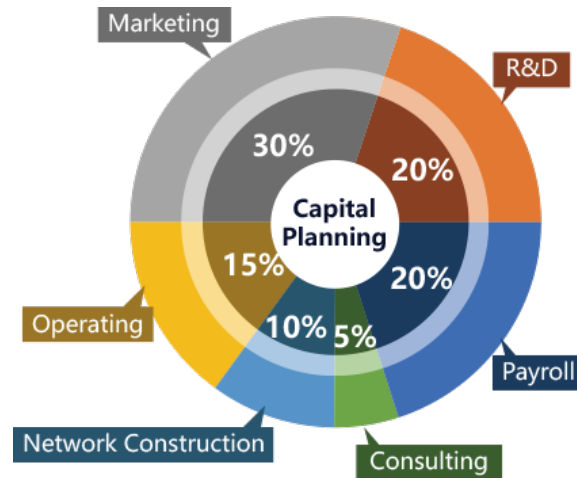 Marketing
R&D
30%
20%
Capital
Planning
15%
20%
10%
5%
Operating
Payroll
Network Construction
Consulting